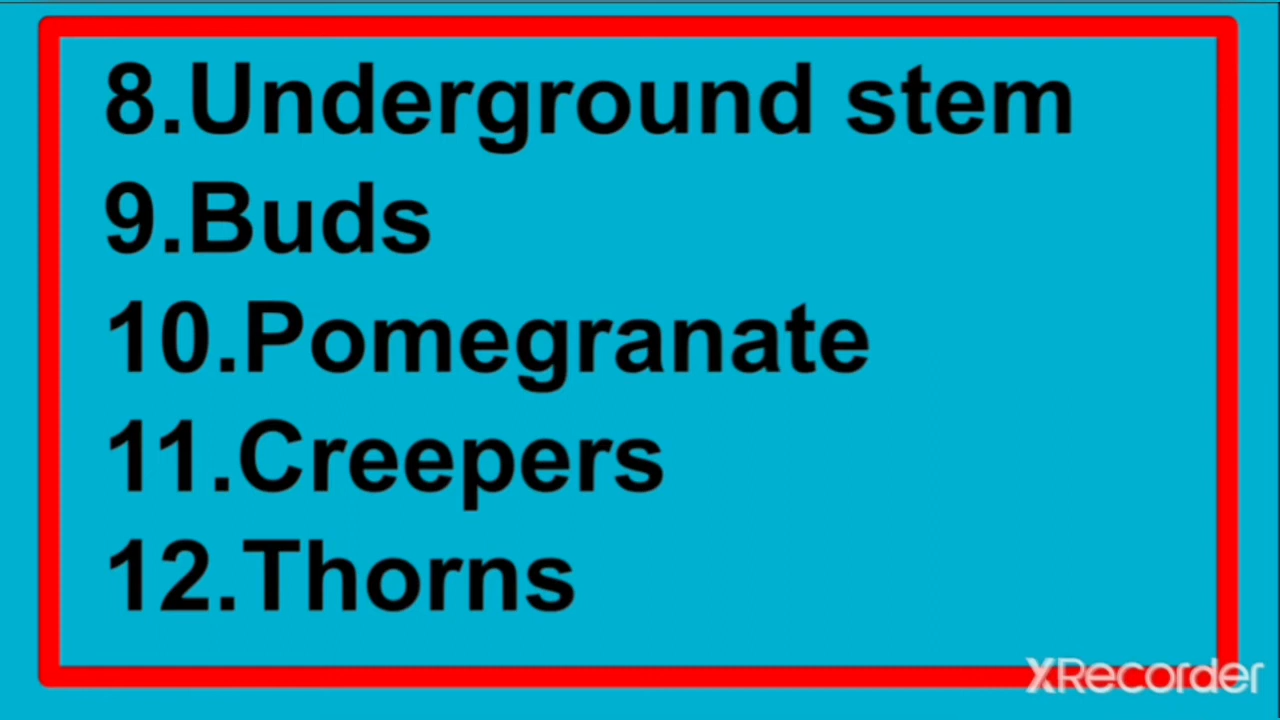 8.Underground stem
9.Buds
10.Pomegranate
11.Creepers
12.Thorns
XRecorder